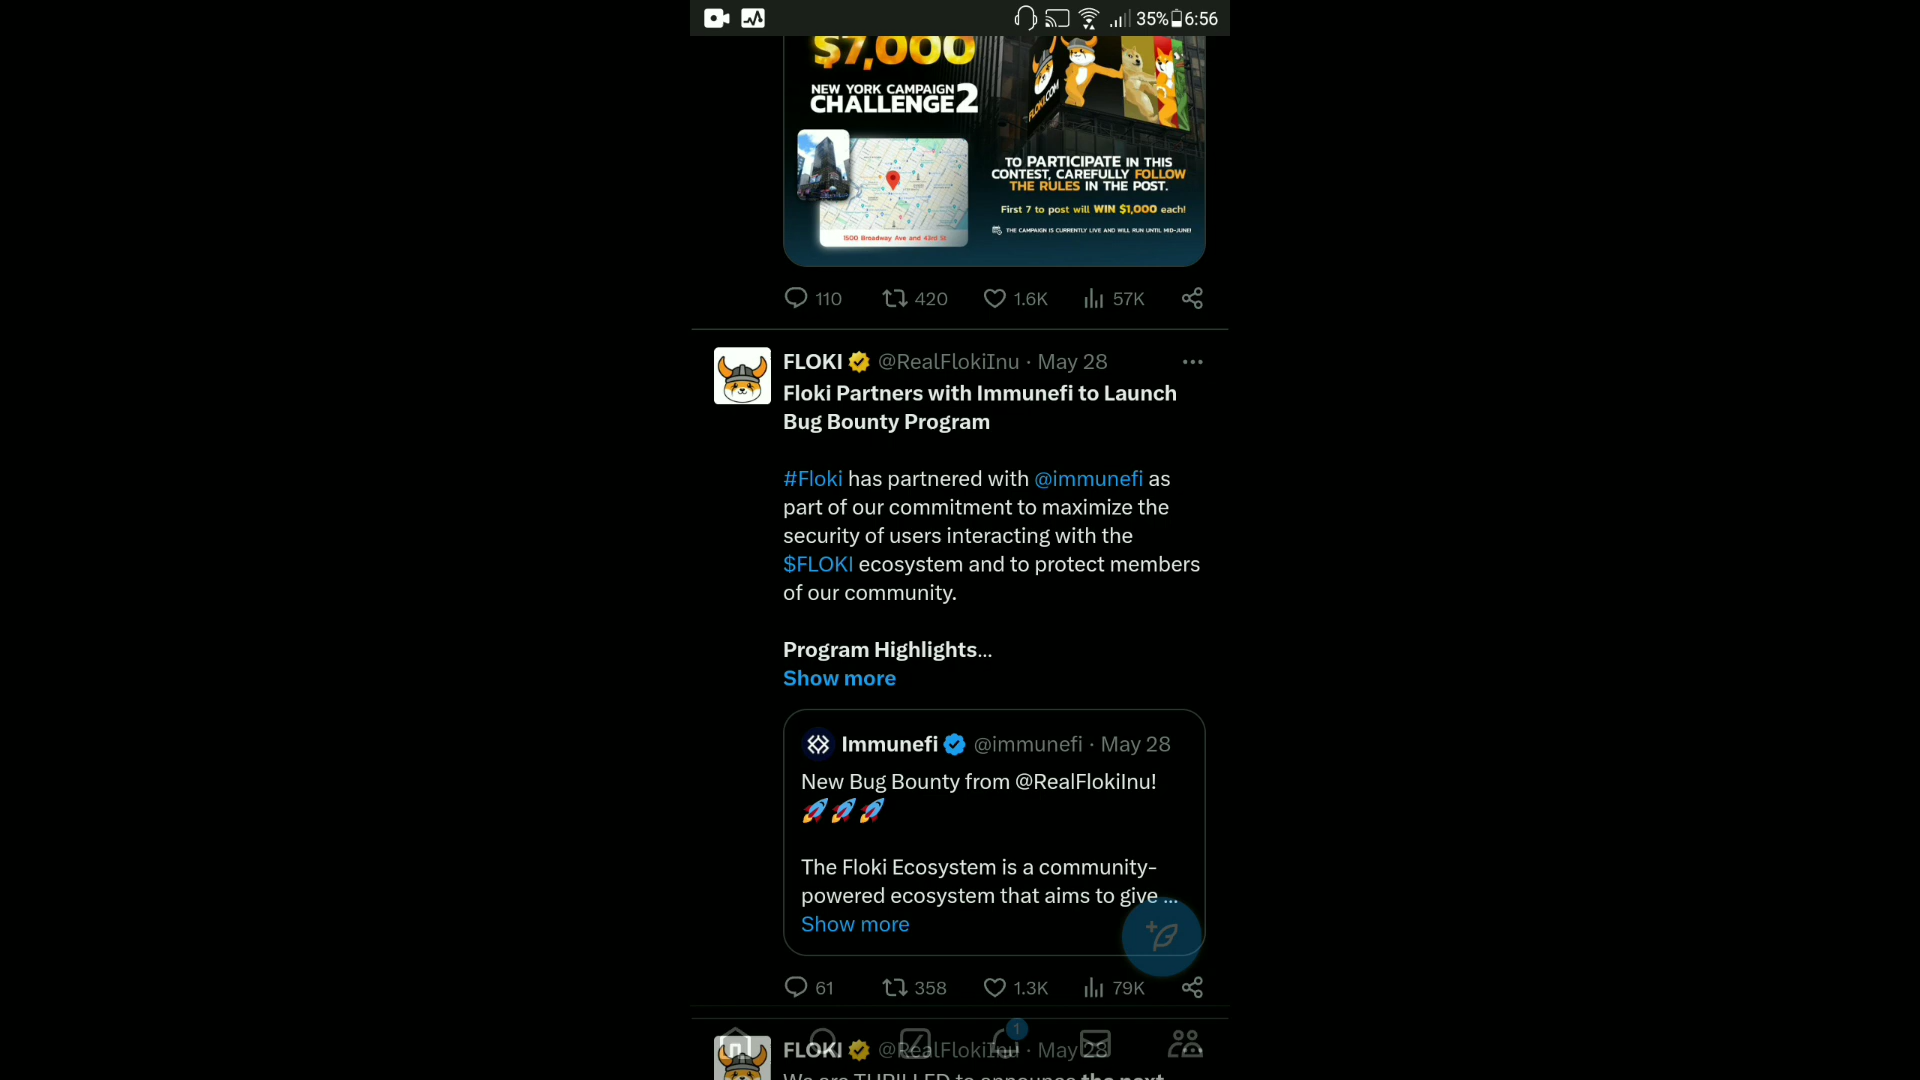 35% 6:56
$7,000
NEW YORK CAMPAIGN
CHALLENGE 2
FLOKI.COM
TO PARTICIPATE IN THIS
CONTEST, CAREFULLY FOLLOW
THE RULES IN THE POST.
First 7 to post will WIN $1,000 each!
THE CAMPAIGN IS CURRENTLY LIVE AND WILL RUN UNTIL MID-JUNE!
1500 Broadway Ave and 43rd St
110 420 1.6K 57K
FLOKI @RealFlokiInu · May 28
Floki Partners with Immunefi to Launch
Bug Bounty Program
#Floki has partnered with @immunefi as
part of our commitment to maximize the
security of users interacting with the
$FLOKI ecosystem and to protect members
of our community.
Program Highlights...
Show more
Immunefi @immunefi · May 28
New Bug Bounty from @RealFlokiInu!
🚀🚀🚀
The Floki Ecosystem is a community-
powered ecosystem that aims to give ...
Show more
61 358 1.3K 79K
1
FLOKI @RealFlokiInu · May 28
We are THRILLED to announce the next